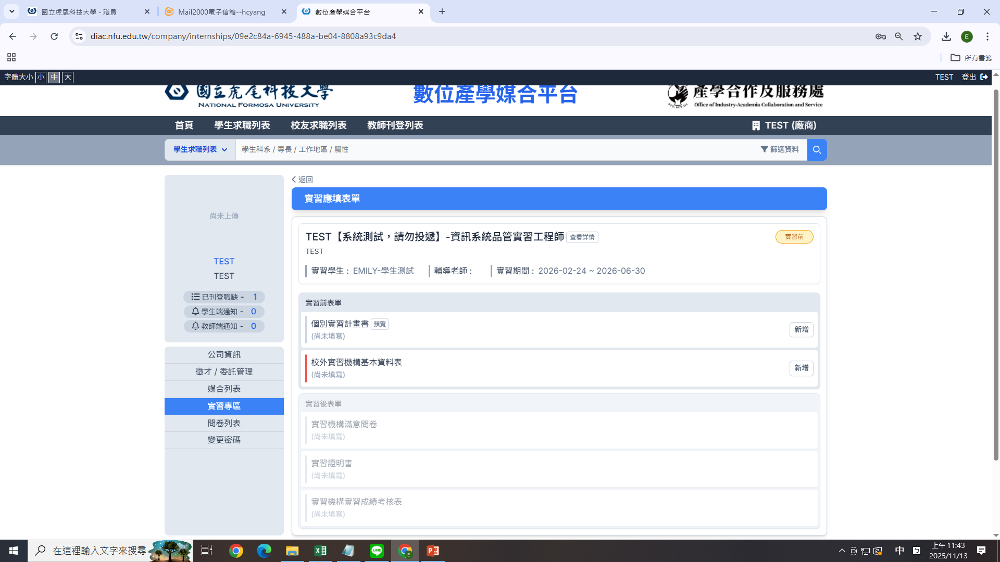 國立虎尾科技大學 - 職員
Mail2000電子信箱--hcyang
數位產學媒合平台
diac.nfu.edu.tw/company/internships/09e2c84a-6945-488a-be04-8808a93c9da4
E
所有書籤
字體大小 小 中 大
TEST 登出
國立虎尾科技大學
NATIONAL FORMOSA UNIVERSITY
數位產學媒合平台
產學合作及服務處
Office of Industry-Academia Collaboration and Service
首頁 學生求職列表 校友求職列表 教師刊登列表
TEST (廠商)
學生求職列表 學生科系 / 專長 / 工作地區 / 屬性 篩選資料
尚未上傳
TEST
TEST
已刊登職缺 - 1
學生端通知 - 0
教師端通知 - 0
公司資訊
徵才 / 委託管理
媒合列表
實習專區
問卷列表
變更密碼
返回
實習應填表單
TEST【系統測試，請勿投遞】-資訊系統品管實習工程師 查看詳情
實習前
TEST
實習學生： EMILY-學生測試 輔導老師： 實習期間： 2026-02-24 ~ 2026-06-30
實習前表單
個別實習計畫書 預覽
(尚未填寫)
新增
校外實習機構基本資料表
(尚未填寫)
新增
實習後表單
實習機構滿意問卷
(尚未填寫)
實習證明書
(尚未填寫)
實習機構實習成績考核表
(尚未填寫)
在這裡輸入文字來搜尋
中
上午 11:43
2025/11/13